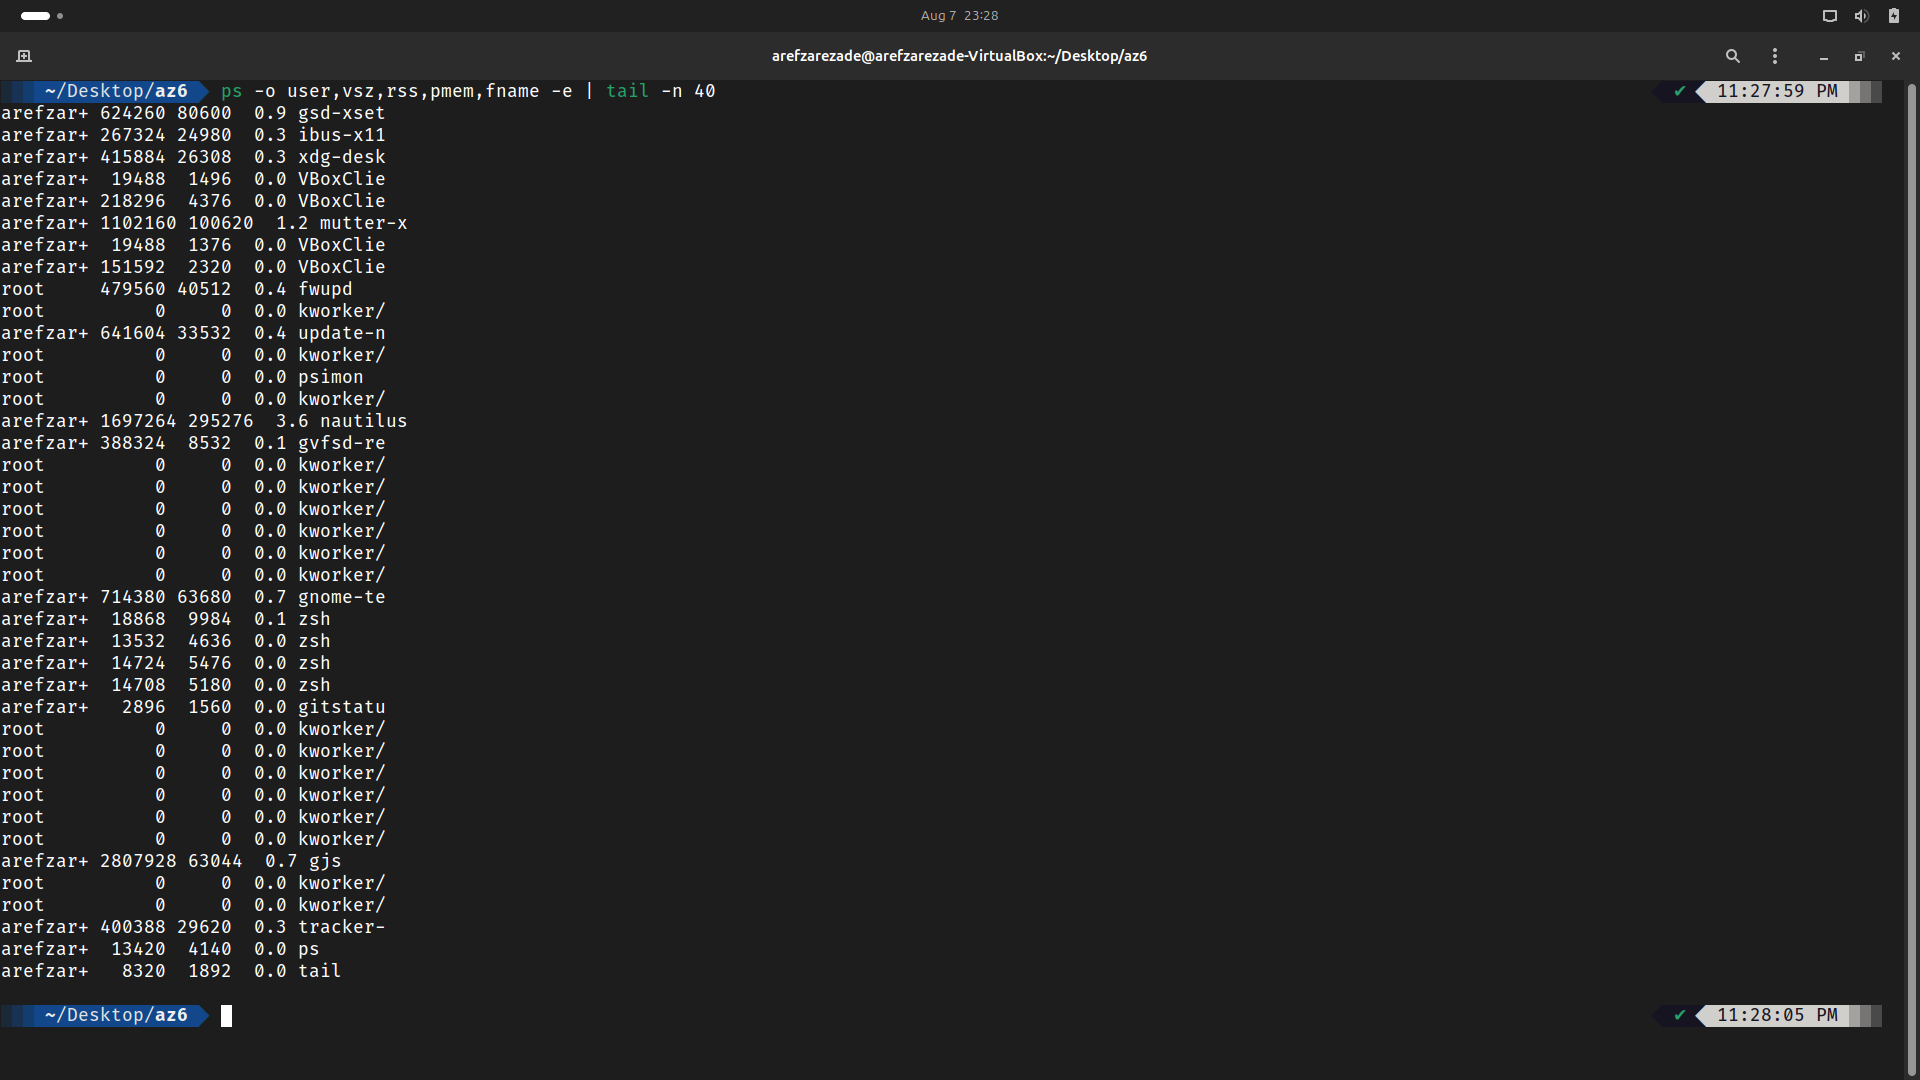 Aug 7 23:28
arefzarezade@arefzarezade-VirtualBox:~/Desktop/az6
~/Desktop/az6 ps -o user,vsz,rss,pmem,fname -e | tail -n 40 ✔ 11:27:59 PM
arefzar+ 624260 80600  0.9 gsd-xset
arefzar+ 267324 24980  0.3 ibus-x11
arefzar+ 415884 26308  0.3 xdg-desk
arefzar+  19488  1496  0.0 VBoxClie
arefzar+ 218296  4376  0.0 VBoxClie
arefzar+ 1102160 100620  1.2 mutter-x
arefzar+  19488  1376  0.0 VBoxClie
arefzar+ 151592  2320  0.0 VBoxClie
root     479560 40512  0.4 fwupd
root          0     0  0.0 kworker/
arefzar+ 641604 33532  0.4 update-n
root          0     0  0.0 kworker/
root          0     0  0.0 psimon
root          0     0  0.0 kworker/
arefzar+ 1697264 295276  3.6 nautilus
arefzar+ 388324  8532  0.1 gvfsd-re
root          0     0  0.0 kworker/
root          0     0  0.0 kworker/
root          0     0  0.0 kworker/
root          0     0  0.0 kworker/
root          0     0  0.0 kworker/
root          0     0  0.0 kworker/
arefzar+ 714380 63680  0.7 gnome-te
arefzar+  18868  9984  0.1 zsh
arefzar+  13532  4636  0.0 zsh
arefzar+  14724  5476  0.0 zsh
arefzar+  14708  5180  0.0 zsh
arefzar+   2896  1560  0.0 gitstatu
root          0     0  0.0 kworker/
root          0     0  0.0 kworker/
root          0     0  0.0 kworker/
root          0     0  0.0 kworker/
root          0     0  0.0 kworker/
root          0     0  0.0 kworker/
arefzar+ 2807928 63044  0.7 gjs
root          0     0  0.0 kworker/
root          0     0  0.0 kworker/
arefzar+ 400388 29620  0.3 tracker-
arefzar+  13420  4140  0.0 ps
arefzar+   8320  1892  0.0 tail
~/Desktop/az6 ✔ 11:28:05 PM